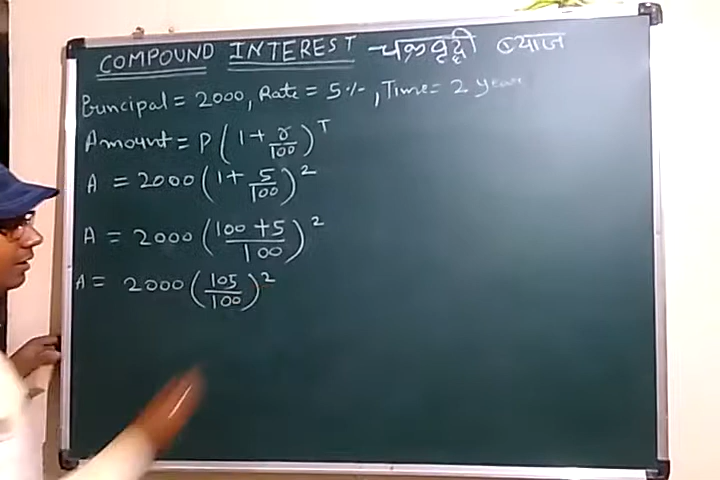 COMPOUND INTEREST चक्रवृद्धी ब्याज
Principal = 2000, Rate = 5 %, Time = 2 Years
Amount = P (1 + r/100)^T
A = 2000 (1 + 5/100)^2
A = 2000 (100 + 5/100)^2
A = 2000 (105/100)^2